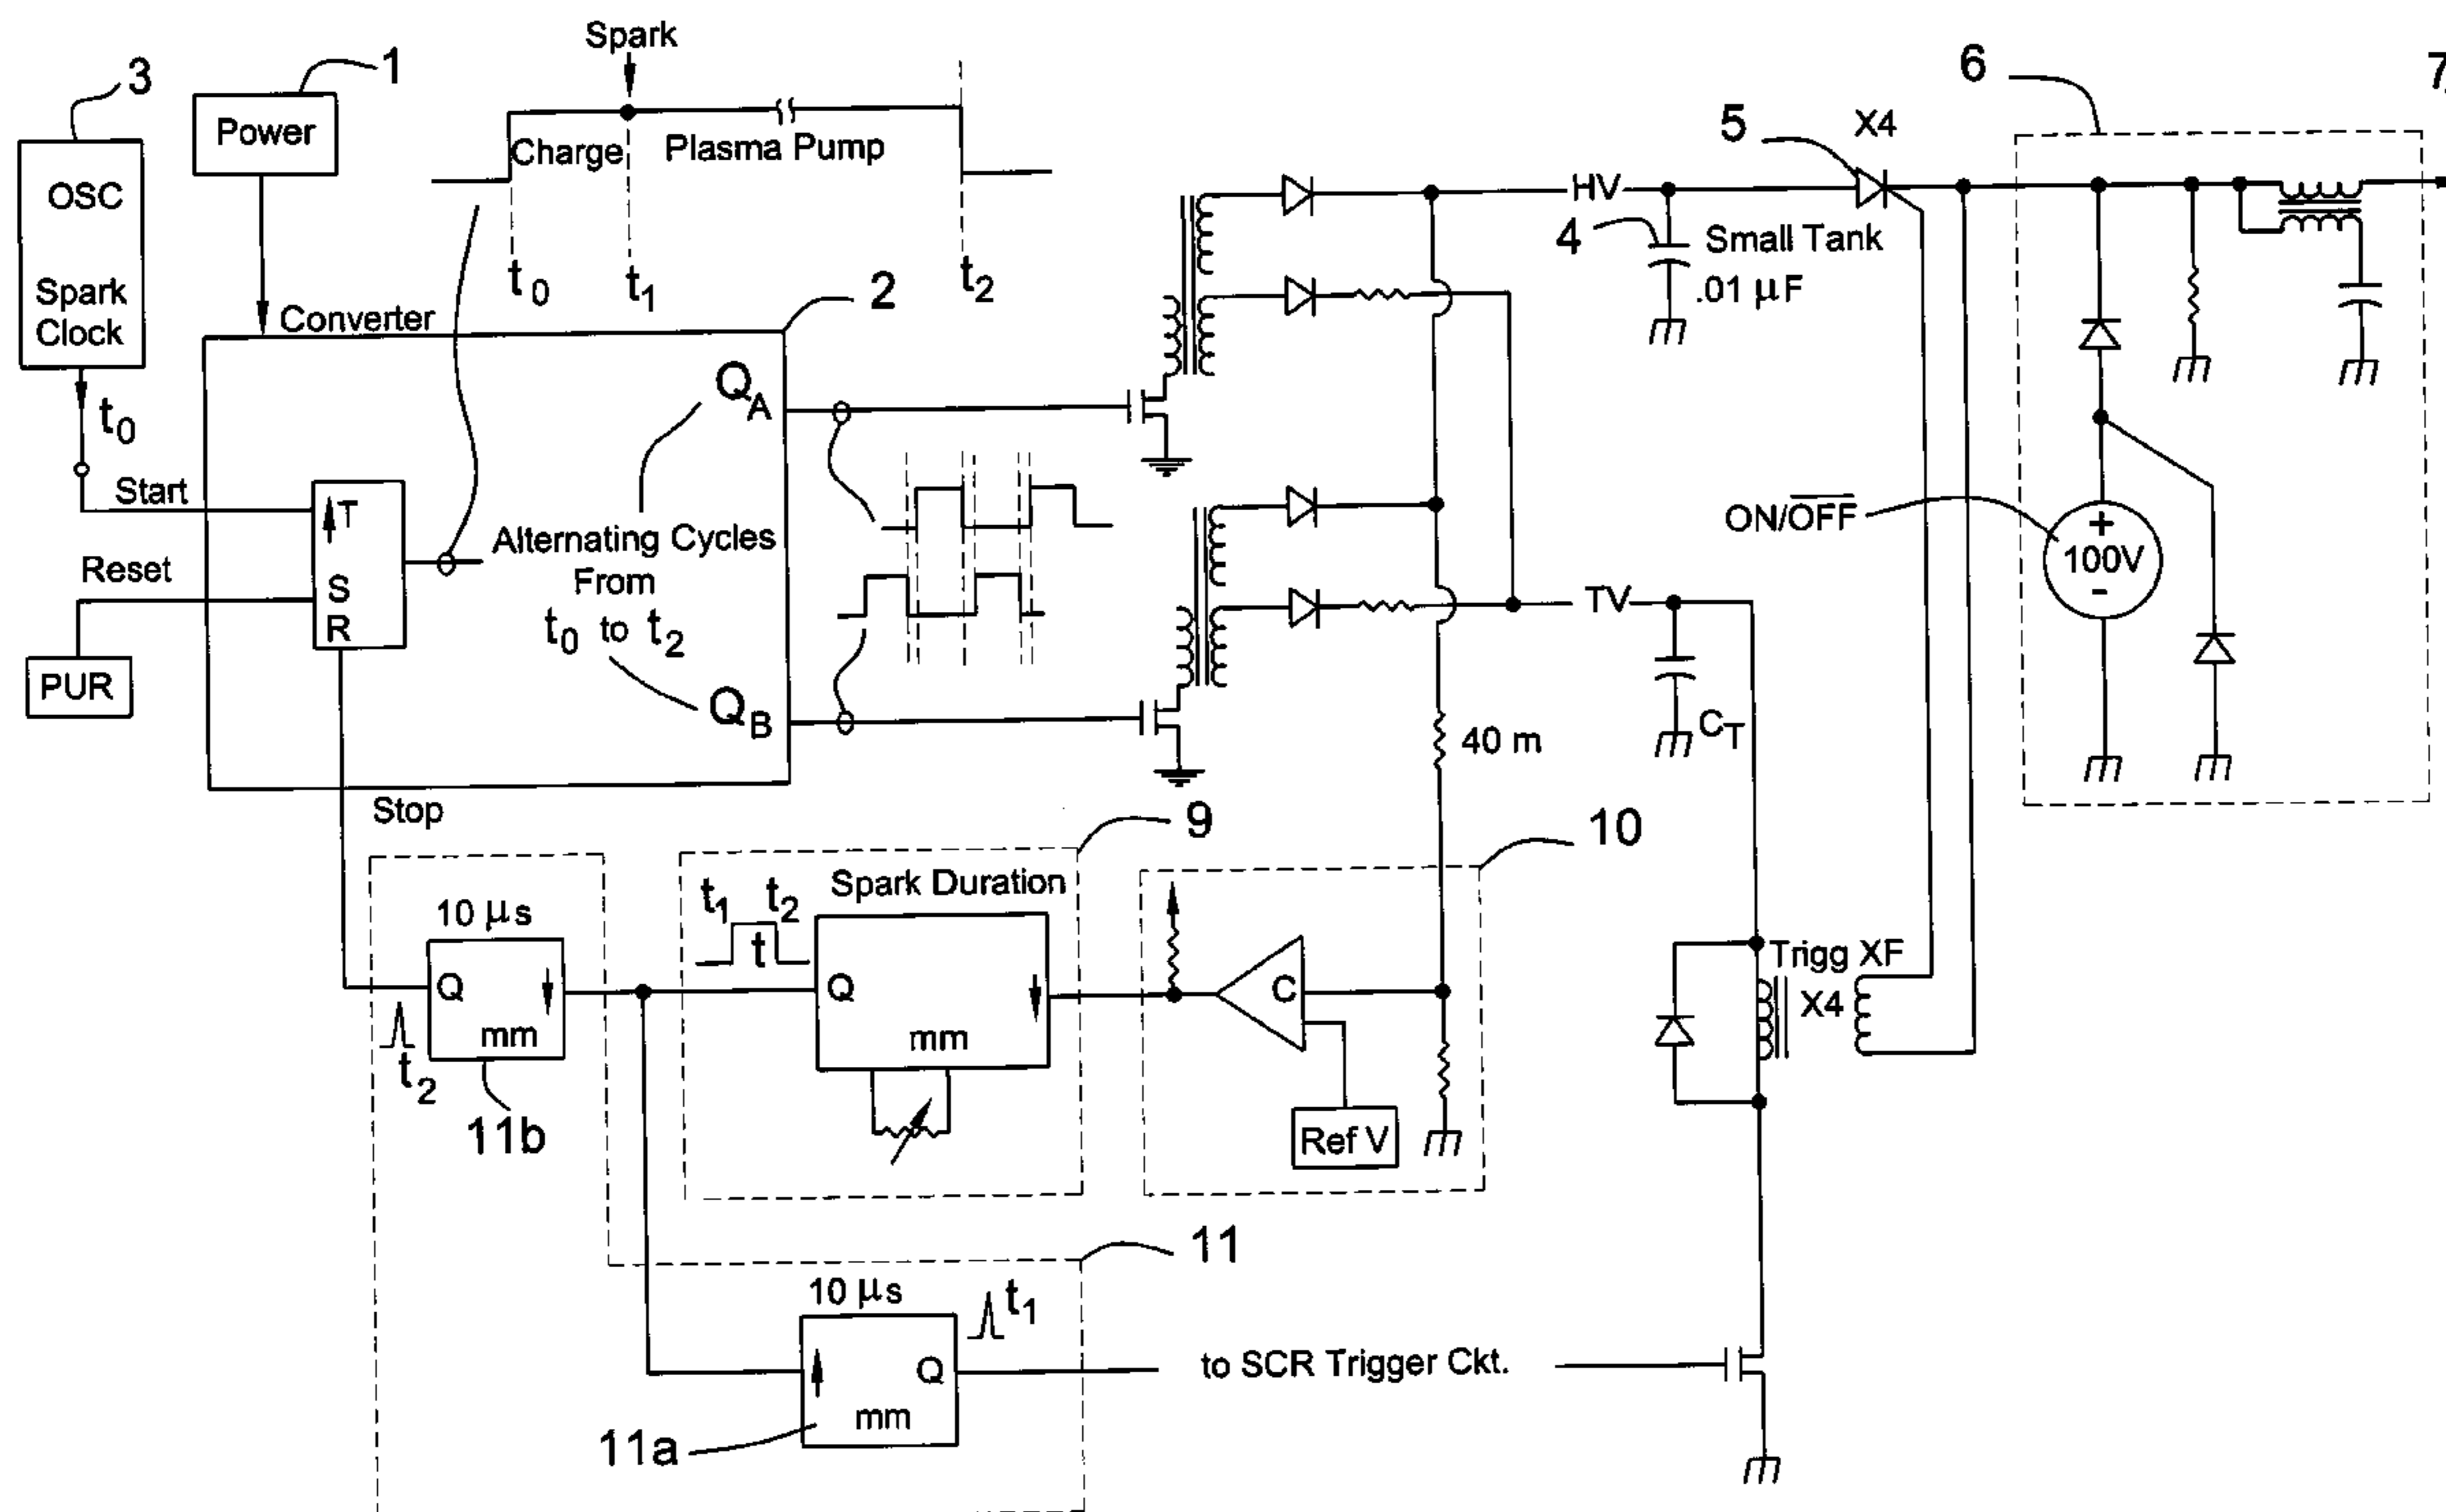 Spark
3
1
6
7
Power
5
X4
OSC
Charge
Plasma Pump
HV
4
Small Tank
.01 µF
Spark
Clock
t0
t1
t2
2
Converter
QA
t0
Start
T
ON/OFF
+
100V
-
Alternating Cycles
From
t0 to t2
Reset
S
R
TV
PUR
QB
CT
40 m
Stop
9
10
10 µs
t1
t2
t
Spark Duration
Trigg XF
X4
Q
Q
C
mm
mm
t2
11b
Ref V
11
10 µs
t1
Q
to SCR Trigger Ckt.
mm
11a